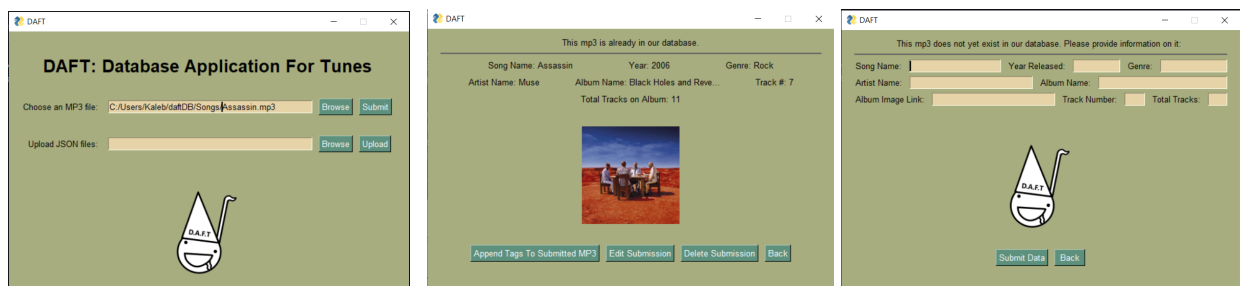 DAFT
DAFT: Database Application For Tunes
Choose an MP3 file: C:/Users/Kaleb/daftDB/Songs/Assassin.mp3 Browse Submit
Upload JSON files: Browse Upload
D.A.F.T
DAFT
This mp3 is already in our database.
Song Name: Assassin Year: 2006 Genre: Rock
Artist Name: Muse Album Name: Black Holes and Reve... Track #: 7
Total Tracks on Album: 11
Append Tags To Submitted MP3 Edit Submission Delete Submission Back
DAFT
This mp3 does not yet exist in our database. Please provide information on it:
Song Name: Year Released: Genre:
Artist Name: Album Name:
Album Image Link: Track Number: Total Tracks:
D.A.F.T
Submit Data Back